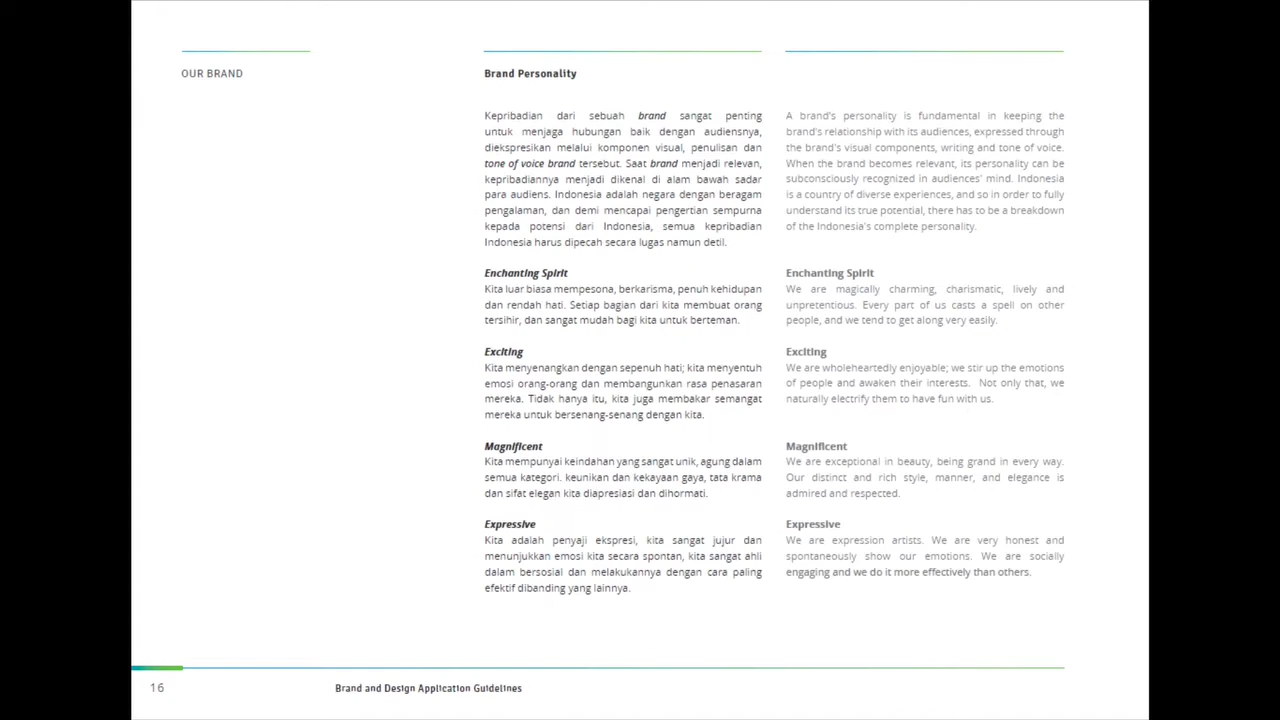 OUR BRAND
Brand Personality
Kepribadian dari sebuah brand sangat penting
untuk menjaga hubungan baik dengan audiensnya,
diekspresikan melalui komponen visual, penulisan dan
tone of voice brand tersebut. Saat brand menjadi relevan,
kepribadiannya menjadi dikenal di alam bawah sadar
para audiens. Indonesia adalah negara dengan beragam
pengalaman, dan demi mencapai pengertian sempurna
kepada potensi dari Indonesia, semua kepribadian
Indonesia harus dipecah secara lugas namun detil.
Enchanting Spirit
Kita luar biasa mempesona, berkarisma, penuh kehidupan
dan rendah hati. Setiap bagian dari kita membuat orang
tersihir, dan sangat mudah bagi kita untuk berteman.
Exciting
Kita menyenangkan dengan sepenuh hati; kita menyentuh
emosi orang-orang dan membangunkan rasa penasaran
mereka. Tidak hanya itu, kita juga membakar semangat
mereka untuk bersenang-senang dengan kita.
Magnificent
Kita mempunyai keindahan yang sangat unik, agung dalam
semua kategori. keunikan dan kekayaan gaya, tata krama
dan sifat elegan kita diapresiasi dan dihormati.
Expressive
Kita adalah penyaji ekspresi, kita sangat jujur dan
menunjukkan emosi kita secara spontan, kita sangat ahli
dalam bersosial dan melakukannya dengan cara paling
efektif dibanding yang lainnya.
A brand's personality is fundamental in keeping the
brand's relationship with its audiences, expressed through
the brand's visual components, writing and tone of voice.
When the brand becomes relevant, its personality can be
subconsciously recognized in audiences' mind. Indonesia
is a country of diverse experiences, and so in order to fully
understand its true potential, there has to be a breakdown
of the Indonesia's complete personality.
Enchanting Spirit
We are magically charming, charismatic, lively and
unpretentious. Every part of us casts a spell on other
people, and we tend to get along very easily.
Exciting
We are wholeheartedly enjoyable; we stir up the emotions
of people and awaken their interests. Not only that, we
naturally electrify them to have fun with us.
Magnificent
We are exceptional in beauty, being grand in every way.
Our distinct and rich style, manner, and elegance is
admired and respected.
Expressive
We are expression artists. We are very honest and
spontaneously show our emotions. We are socially
engaging and we do it more effectively than others.
16
Brand and Design Application Guidelines